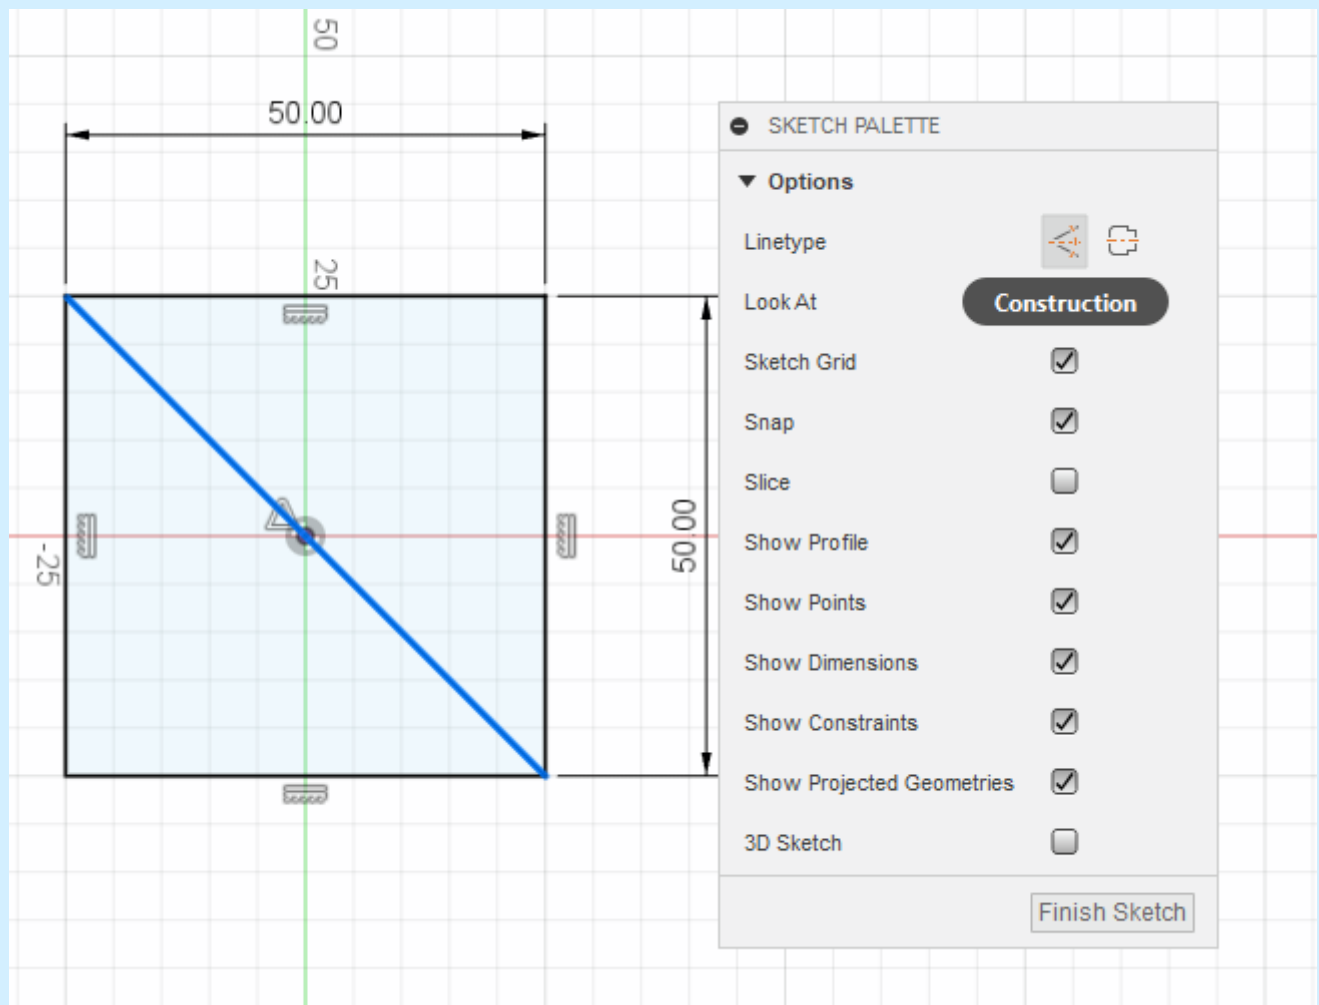 50
50.00
25
-25
50.00
SKETCH PALETTE
Options
Linetype
Look At
Construction
Sketch Grid
Snap
Slice
Show Profile
Show Points
Show Dimensions
Show Constraints
Show Projected Geometries
3D Sketch
Finish Sketch